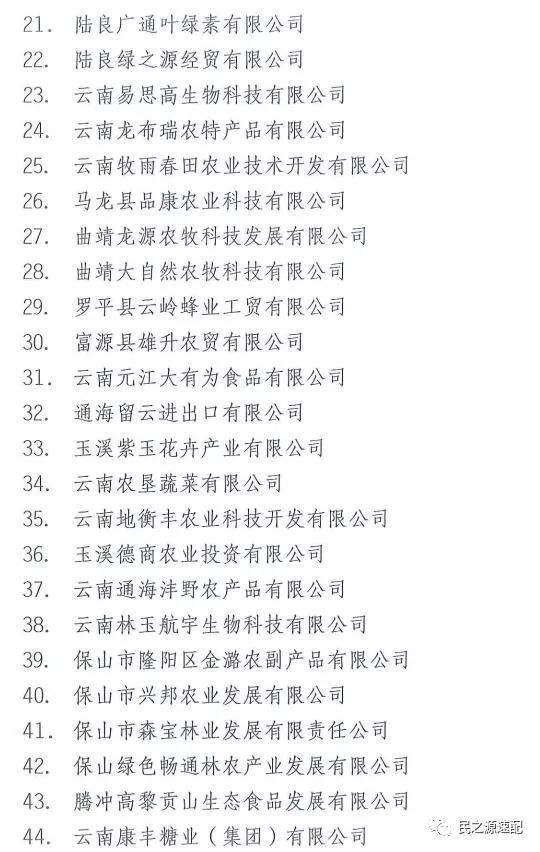 21. 陆良广通叶绿素有限公司
22. 陆良绿之源经贸有限公司
23. 云南易思高生物科技有限公司
24. 云南龙布瑞农特产品有限公司
25. 云南牧雨春田农业技术开发有限公司
26. 马龙县品康农业科技有限公司
27. 曲靖龙源农牧科技发展有限公司
28. 曲靖大自然农牧科技有限公司
29. 罗平县云岭蜂业工贸有限公司
30. 富源县雄升农贸有限公司
31. 云南元江大有为食品有限公司
32. 通海留云进出口有限公司
33. 玉溪紫玉花卉产业有限公司
34. 云南农垦蔬菜有限公司
35. 云南地衡丰农业科技开发有限公司
36. 玉溪德商农业投资有限公司
37. 云南通海沣野农产品有限公司
38. 云南林玉航宇生物科技有限公司
39. 保山市隆阳区金潞农副产品有限公司
40. 保山市兴邦农业发展有限公司
41. 保山市森宝林业发展有限责任公司
42. 保山绿色畅通林农产业发展有限公司
43. 腾冲高黎贡山生态食品发展有限公司
44. 云南康丰糖业（集团）有限公司
民之源速配